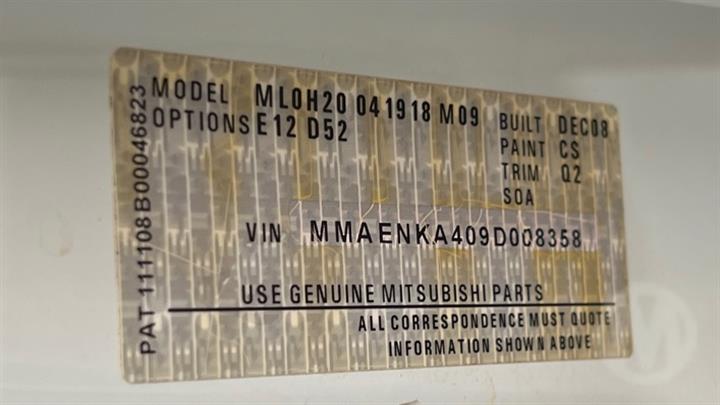 MODEL ML0H20 041918 M09
OPTIONS E12 D52
BUILT DEC08
PAINT CS
TRIM Q2
SOA
VIN MMAENKA409D008358
USE GENUINE MITSUBISHI PARTS
ALL CORRESPONDENCE MUST QUOTE
INFORMATION SHOWN ABOVE
PAT 111108B00046823